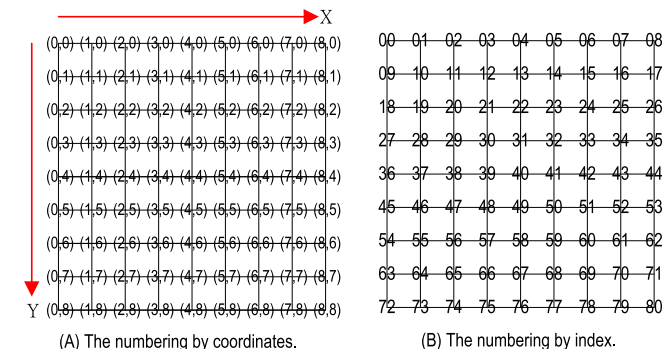 X
(0,0) (1,0) (2,0) (3,0) (4,0) (5,0) (6,0) (7,0) (8,0)
(0,1) (1,1) (2,1) (3,1) (4,1) (5,1) (6,1) (7,1) (8,1)
(0,2) (1,2) (2,2) (3,2) (4,2) (5,2) (6,2) (7,2) (8,2)
(0,3) (1,3) (2,3) (3,3) (4,3) (5,3) (6,3) (7,3) (8,3)
(0,4) (1,4) (2,4) (3,4) (4,4) (5,4) (6,4) (7,4) (8,4)
(0,5) (1,5) (2,5) (3,5) (4,5) (5,5) (6,5) (7,5) (8,5)
(0,6) (1,6) (2,6) (3,6) (4,6) (5,6) (6,6) (7,6) (8,6)
(0,7) (1,7) (2,7) (3,7) (4,7) (5,7) (6,7) (7,7) (8,7)
Y (0,8) (1,8) (2,8) (3,8) (4,8) (5,8) (6,8) (7,8) (8,8)
(A) The numbering by coordinates.
00 01 02 03 04 05 06 07 08
09 10 11 12 13 14 15 16 17
18 19 20 21 22 23 24 25 26
27 28 29 30 31 32 33 34 35
36 37 38 39 40 41 42 43 44
45 46 47 48 49 50 51 52 53
54 55 56 57 58 59 60 61 62
63 64 65 66 67 68 69 70 71
72 73 74 75 76 77 78 79 80
(B) The numbering by index.